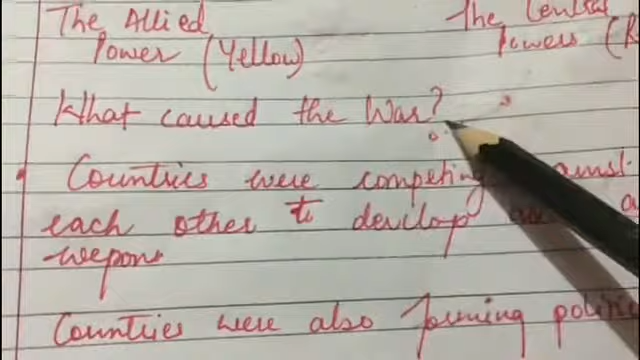 The Allied
The Central
Power (Yellow)
Powers (R
What caused the War?
Countries were competing
each other to develop
wepons
Countries were also forming